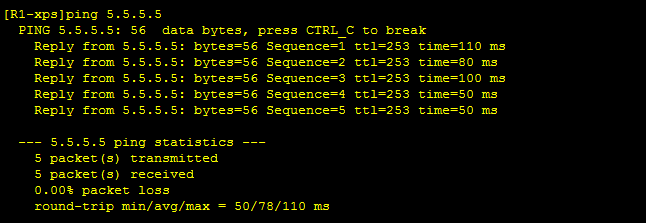 [R1-xps]ping 5.5.5.5
  PING 5.5.5.5: 56  data bytes, press CTRL_C to break
    Reply from 5.5.5.5: bytes=56 Sequence=1 ttl=253 time=110 ms
    Reply from 5.5.5.5: bytes=56 Sequence=2 ttl=253 time=80 ms
    Reply from 5.5.5.5: bytes=56 Sequence=3 ttl=253 time=100 ms
    Reply from 5.5.5.5: bytes=56 Sequence=4 ttl=253 time=50 ms
    Reply from 5.5.5.5: bytes=56 Sequence=5 ttl=253 time=50 ms

  --- 5.5.5.5 ping statistics ---
    5 packet(s) transmitted
    5 packet(s) received
    0.00% packet loss
    round-trip min/avg/max = 50/78/110 ms